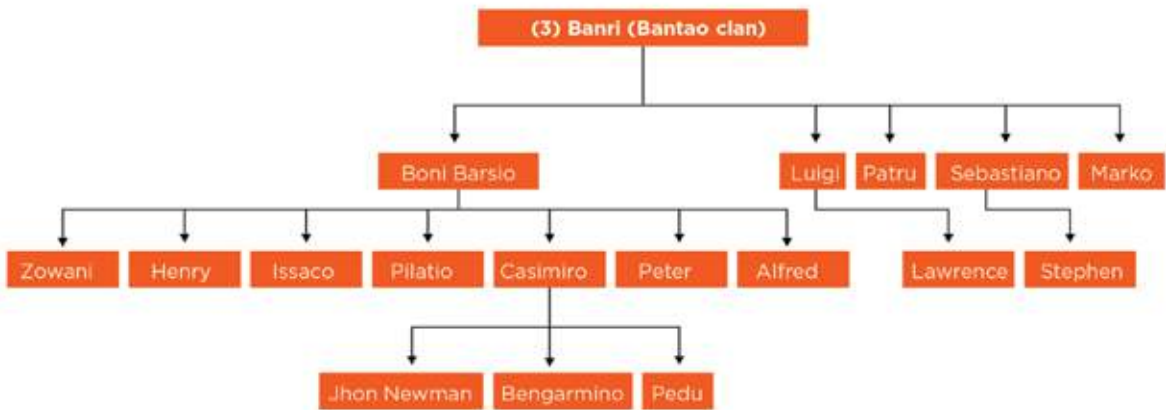 (3) Banri (Bantao clan)
Boni Barsio
Luigi
Patru
Sebastiano
Marko
Zowani
Henry
Issaco
Pilatio
Casimiro
Peter
Alfred
Lawrence
Stephen
Jhon Newman
Bengarmino
Pedu